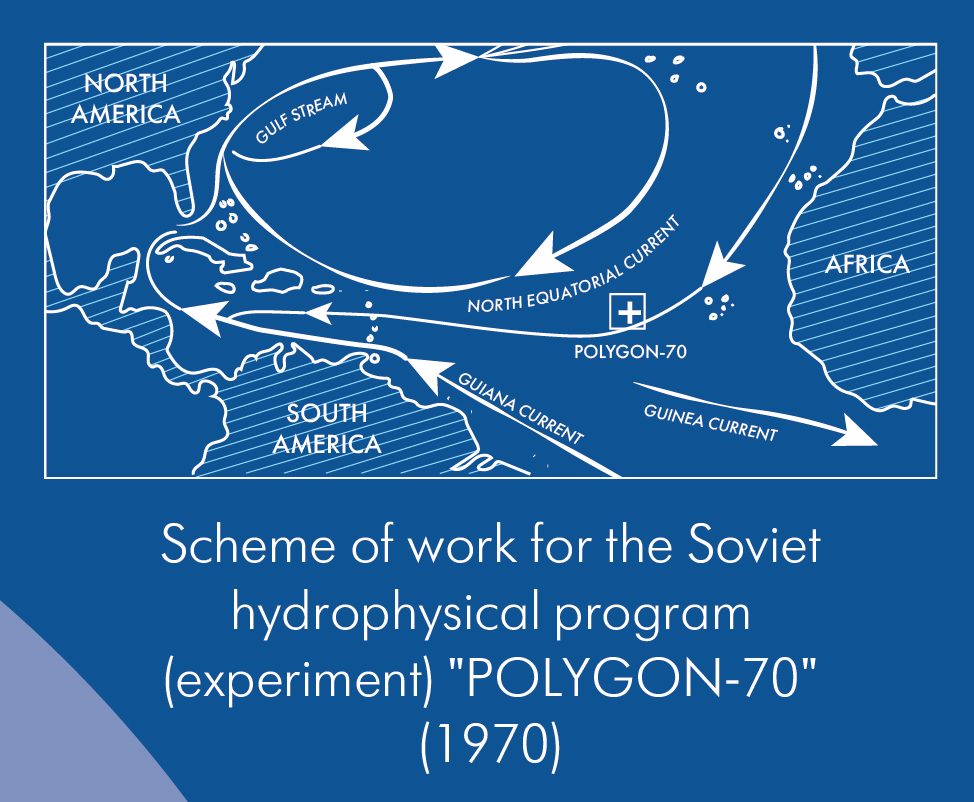 NORTH
AMERICA
GULF STREAM
NORTH EQUATORIAL CURRENT
AFRICA
POLYGON-70
GUIANA CURRENT
GUINEA CURRENT
SOUTH
AMERICA
Scheme of work for the Soviet
hydrophysical program
(experiment) "POLYGON-70"
(1970)